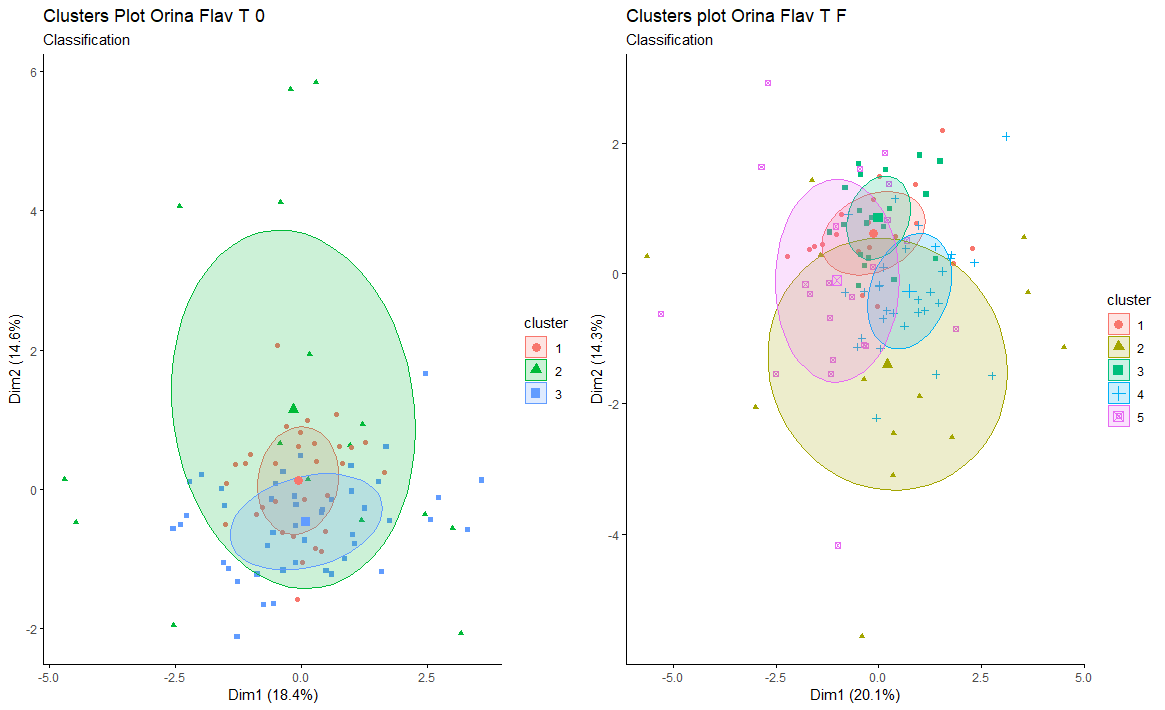 Clusters Plot Orina Flav T 0
Classification
6
4
2
0
-2
Dim2 (14.6%)
-5.0
-2.5
0.0
2.5
Dim1 (18.4%)
cluster
1
2
3
Clusters plot Orina Flav T F
Classification
2
0
-2
-4
Dim2 (14.3%)
-5.0
-2.5
0.0
2.5
5.0
Dim1 (20.1%)
cluster
1
2
3
4
5